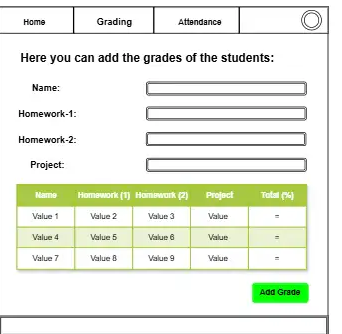 Home Grading Attendance
Here you can add the grades of the students:
Name:
Homework-1:
Homework-2:
Project:
Name Homework (1) Homework (2) Project Total (%)
Value 1 Value 2 Value 3 Value =
Value 4 Value 5 Value 6 Value =
Value 7 Value 8 Value 9 Value =
Add Grade